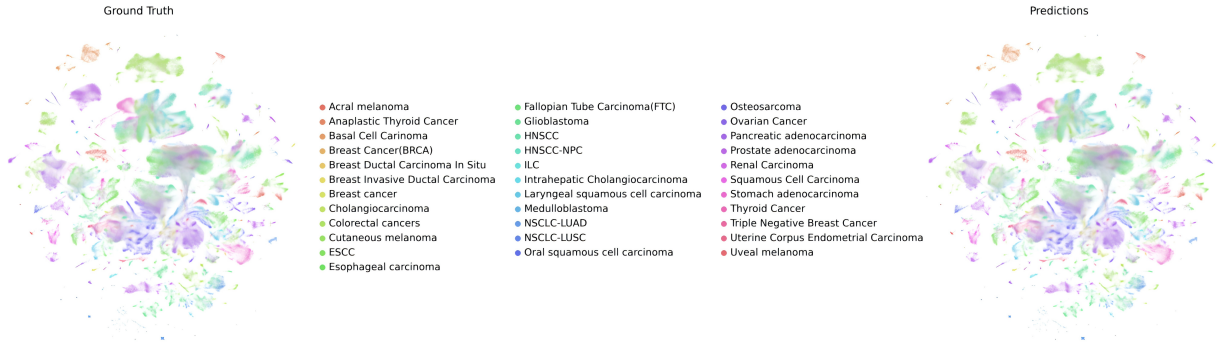 Ground Truth
Predictions
Acral melanoma
Anaplastic Thyroid Cancer
Basal Cell Carinoma
Breast Cancer(BRCA)
Breast Ductal Carcinoma In Situ
Breast Invasive Ductal Carcinoma
Breast cancer
Cholangiocarcinoma
Colorectal cancers
Cutaneous melanoma
ESCC
Esophageal carcinoma
Fallopian Tube Carcinoma(FTC)
Glioblastoma
HNSCC
HNSCC-NPC
ILC
Intrahepatic Cholangiocarcinoma
Laryngeal squamous cell carcinoma
Medulloblastoma
NSCLC-LUAD
NSCLC-LUSC
Oral squamous cell carcinoma
Osteosarcoma
Ovarian Cancer
Pancreatic adenocarcinoma
Prostate adenocarcinoma
Renal Carcinoma
Squamous Cell Carcinoma
Stomach adenocarcinoma
Thyroid Cancer
Triple Negative Breast Cancer
Uterine Corpus Endometrial Carcinoma
Uveal melanoma